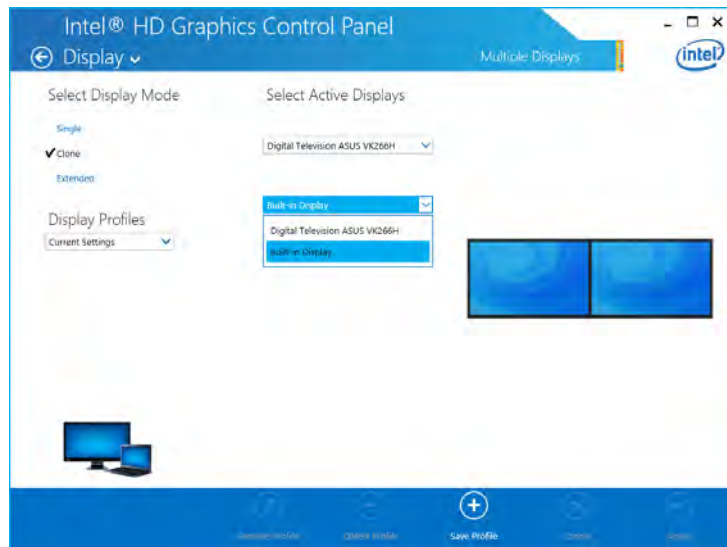 Intel® HD Graphics Control Panel
Display
Multiple Displays
intel
Select Display Mode
Select Active Displays
Single
Clone
Extended
Digital Television ASUS VK266H
Display Profiles
Current Settings
Built-in Display
Digital Television ASUS VK266H
Built-in Display
Save Profile